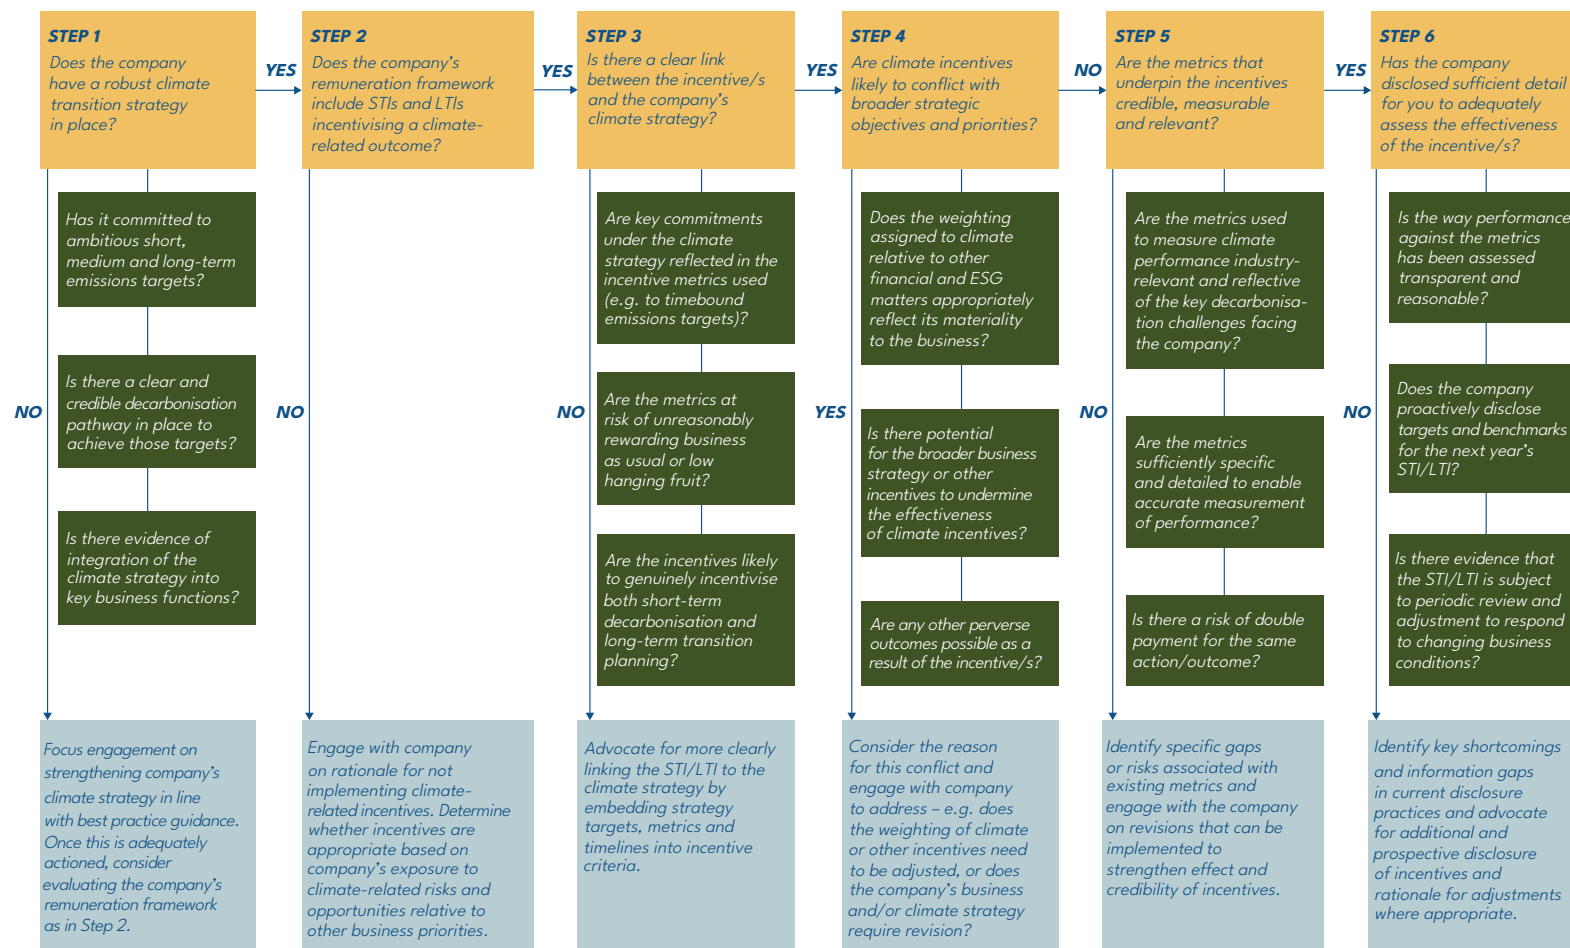 STEP 1
Does the company
have a robust climate
transition strategy
in place?
YES
STEP 2
Does the company's
remuneration framework
include STIs and LTIs
incentivising a climate-
related outcome?
YES
STEP 3
Is there a clear link
between the incentive/s
and the company's
climate strategy?
YES
STEP 4
Are climate incentives
likely to conflict with
broader strategic
objectives and priorities?
NO
STEP 5
Are the metrics that
underpin the incentives
credible, measurable
and relevant?
YES
STEP 6
Has the company
disclosed sufficient detail
for you to adequately
assess the effectiveness
of the incentive/s?
Has it committed to
ambitious short,
medium and long-term
emissions targets?
Is there a clear and
credible decarbonisation
pathway in place to
achieve those targets?
Is there evidence of
integration of the
climate strategy into
key business functions?
NO
Focus engagement on
strengthening company's
climate strategy in line
with best practice guidance.
Once this is adequately
actioned, consider
evaluating the company's
remuneration framework
as in Step 2.
NO
Engage with company
on rationale for not
implementing climate-
related incentives. Determine
whether incentives are
appropriate based on
company's exposure to
climate-related risks and
opportunities relative to
other business priorities.
Are key commitments
under the climate
strategy reflected in the
incentive metrics used
(e.g. to timebound
emissions targets)?
Are the metrics at
risk of unreasonably
rewarding business
as usual or low
hanging fruit?
Are the incentives likely
to genuinely incentivise
both short-term
decarbonisation and
long-term transition
planning?
NO
Advocate for more clearly
linking the STI/LTI to the
climate strategy by
embedding strategy
targets, metrics and
timelines into incentive
criteria.
Does the weighting
assigned to climate
relative to other
financial and ESG
matters appropriately
reflect its materiality
to the business?
Is there potential
for the broader business
strategy or other
incentives to undermine
the effectiveness
of climate incentives?
Are any other perverse
outcomes possible as a
result of the incentive/s?
YES
Consider the reason
for this conflict and
engage with company
to address – e.g. does
the weighting of climate
or other incentives need
to be adjusted, or does
the company's business
and/or climate strategy
require revision?
Are the metrics used
to measure climate
performance industry-
relevant and reflective
of the key decarbonisa-
tion challenges facing
the company?
Are the metrics
sufficiently specific
and detailed to enable
accurate measurement
of performance?
Is there a risk of double
payment for the same
action/outcome?
NO
Identify specific gaps
or risks associated with
existing metrics and
engage with the company
on revisions that can be
implemented to
strengthen effect and
credibility of incentives.
Is the way performance
against the metrics
has been assessed
transparent and
reasonable?
Does the company
proactively disclose
targets and benchmarks
for the next year's
STI/LTI?
Is there evidence that
the STI/LTI is subject
to periodic review and
adjustment to respond
to changing business
conditions?
NO
Identify key shortcomings
and information gaps
in current disclosure
practices and advocate
for additional and
prospective disclosure
of incentives and
rationale for adjustments
where appropriate.